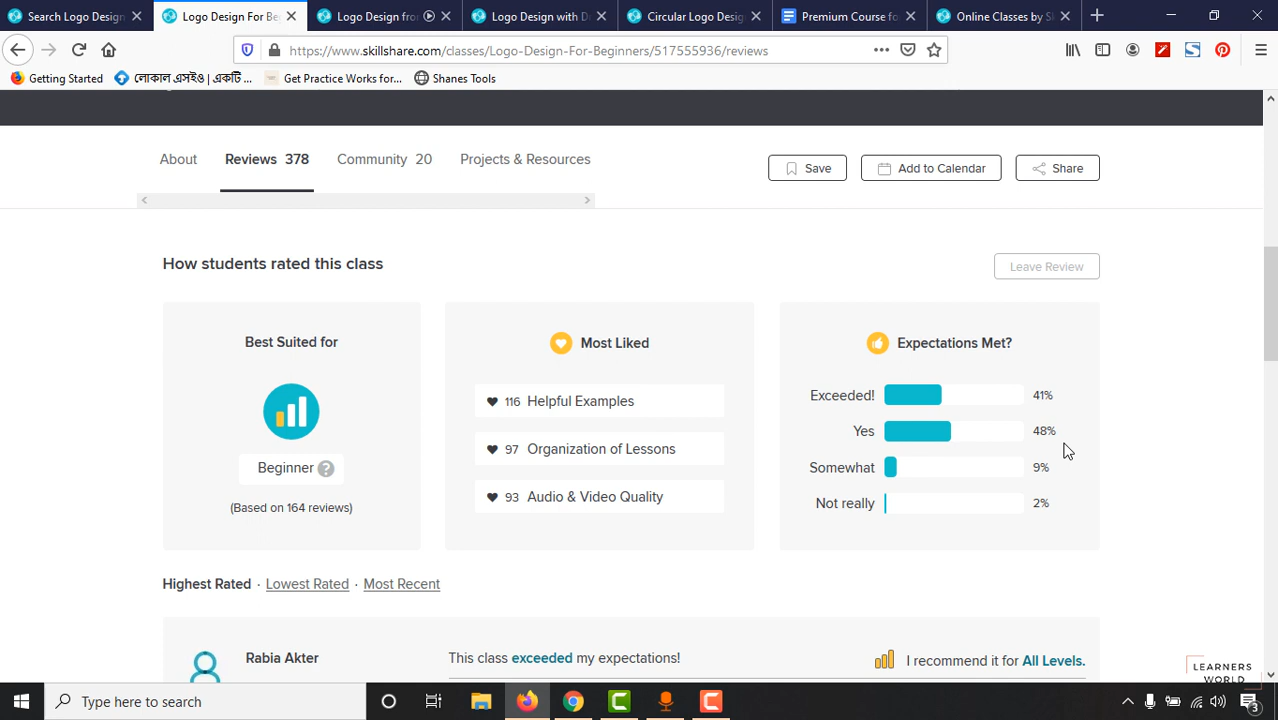 Search Logo Design
Logo Design For Be
Logo Design fro
Logo Design with D
Circular Logo Desig
Premium Course fo
Online Classes by S
https://www.skillshare.com/classes/Logo-Design-For-Beginners/517555936/reviews
Getting Started
লোকাল এসইও | একটি ...
Get Practice Works for...
Shanes Tools
About
Reviews 378
Community 20
Projects & Resources
Save
Add to Calendar
Share
How students rated this class
Leave Review
Best Suited for
Beginner ?
(Based on 164 reviews)
Most Liked
116 Helpful Examples
97 Organization of Lessons
93 Audio & Video Quality
Expectations Met?
Exceeded! 41%
Yes 48%
Somewhat 9%
Not really 2%
Highest Rated · Lowest Rated · Most Recent
Rabia Akter
This class exceeded my expectations!
I recommend it for All Levels.
LEARNERS
WORLD
Type here to search
3